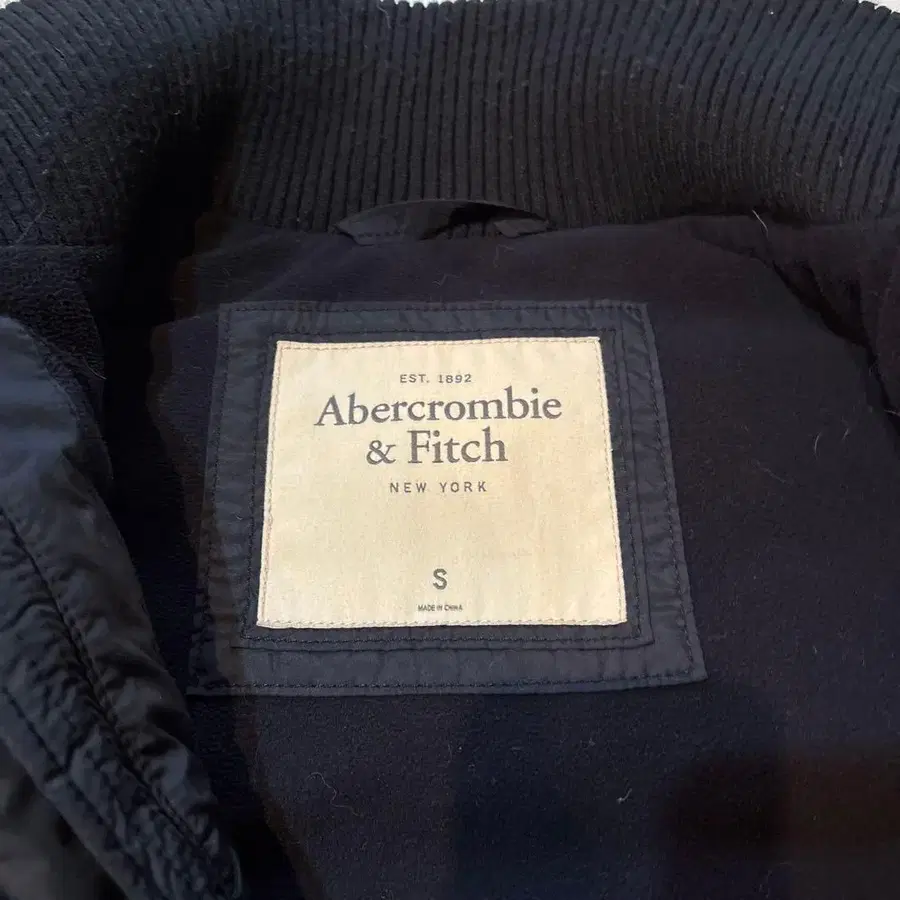 EST. 1892
Abercrombie
& Fitch
NEW YORK
S
MADE IN CHINA